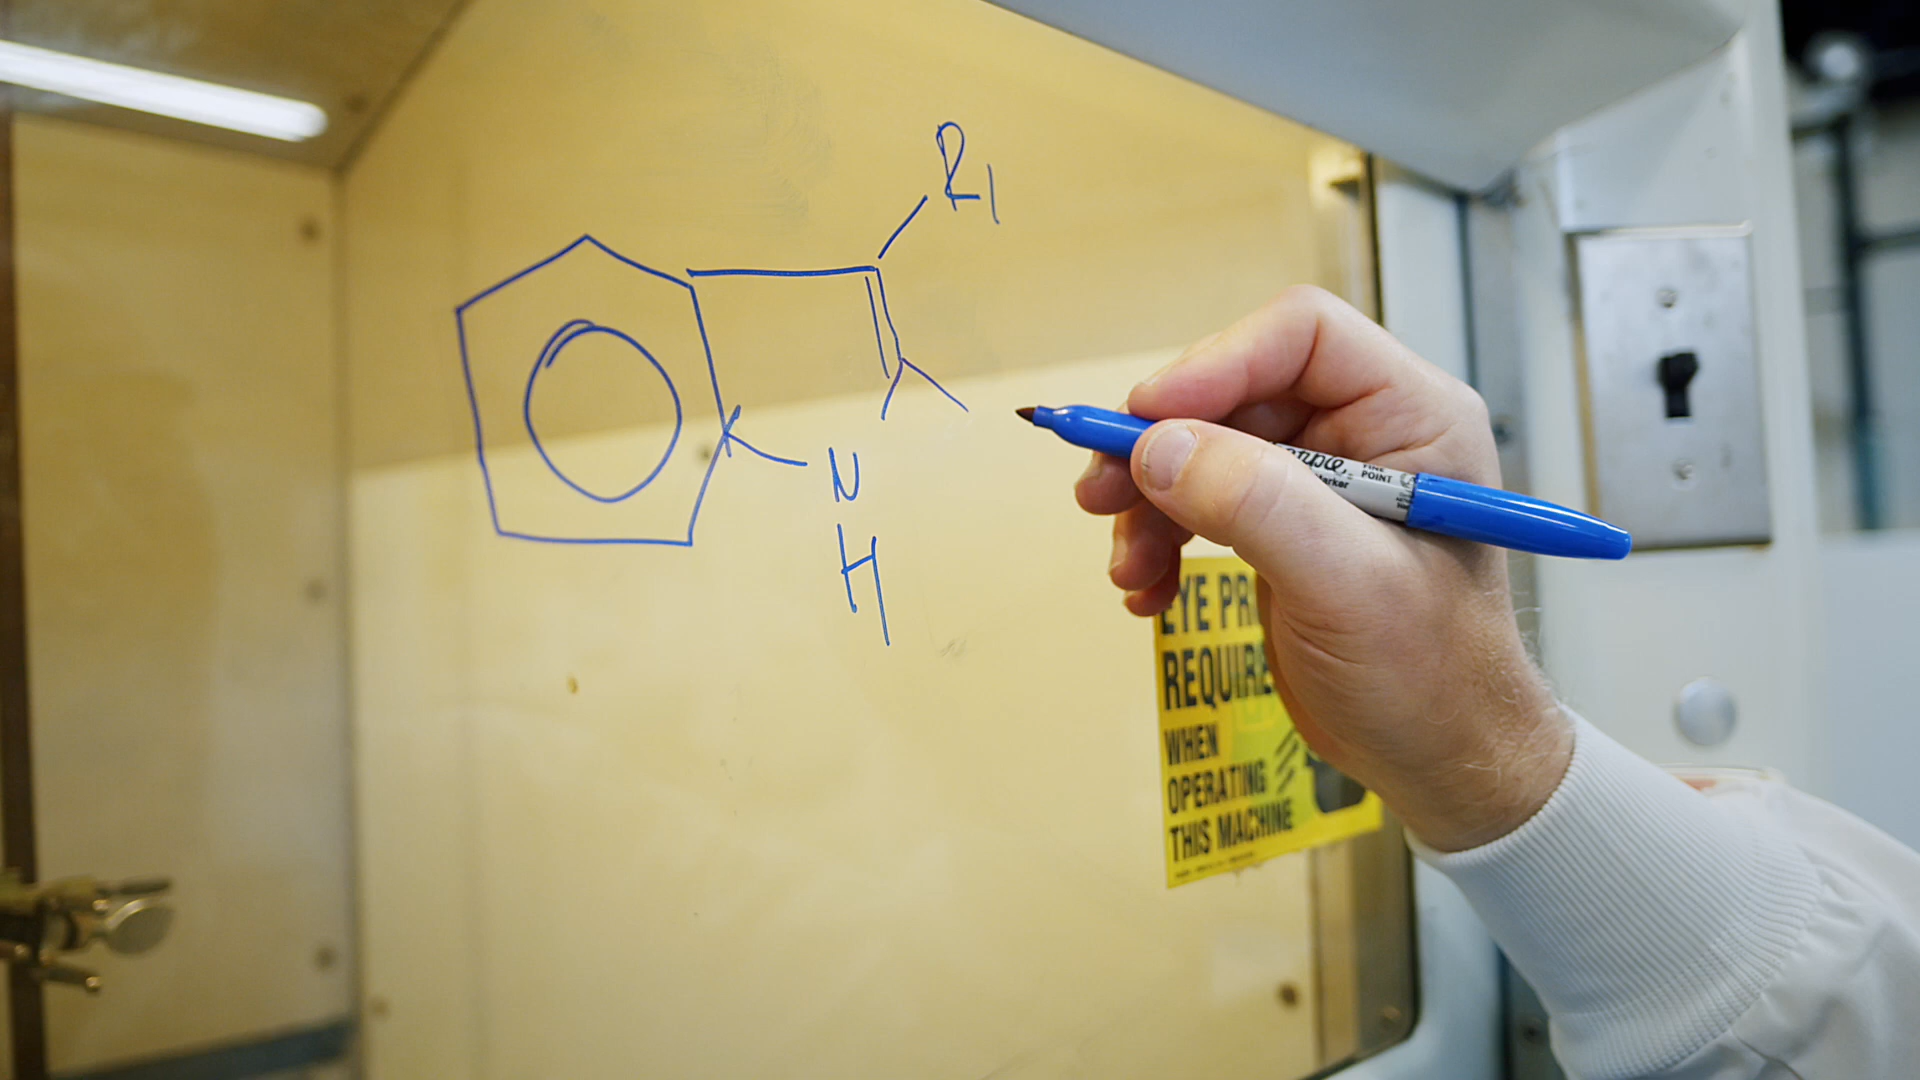 R1
N
H
FINE
POINT
EYE PR
REQUIRE
WHEN
OPERATING
THIS MACHINE